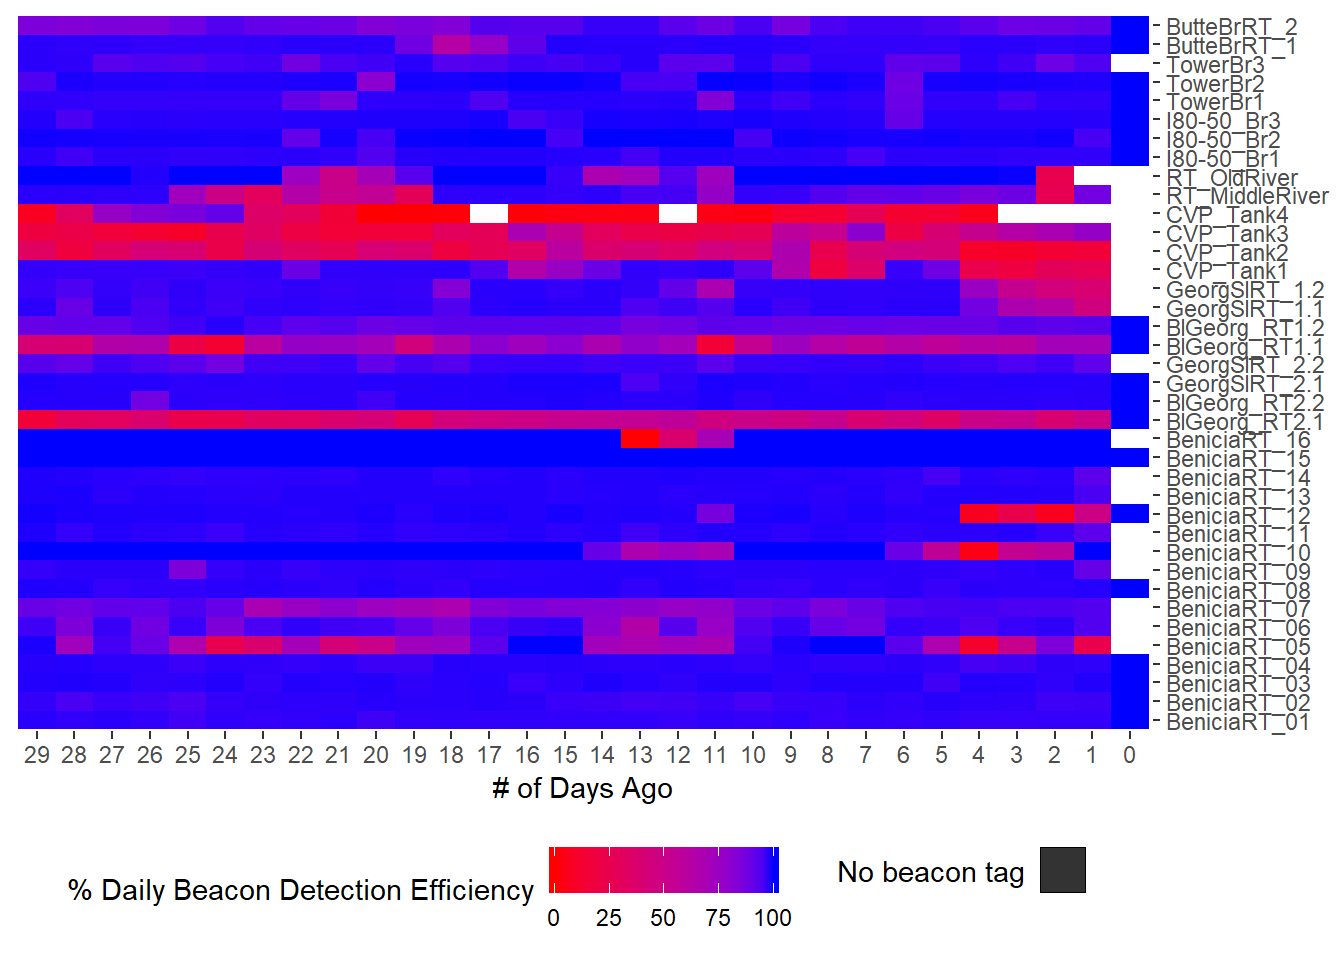 ButteBrRT_2
ButteBrRT_1
TowerBr3
TowerBr2
TowerBr1
I80-50_Br3
I80-50_Br2
I80-50_Br1
RT_OldRiver
RT_MiddleRiver
CVP_Tank4
CVP_Tank3
CVP_Tank2
CVP_Tank1
GeorgSlRT_1.2
GeorgSlRT_1.1
BlGeorg_RT1.2
BlGeorg_RT1.1
GeorgSlRT_2.2
GeorgSlRT_2.1
BlGeorg_RT2.2
BlGeorg_RT2.1
BeniciaRT_16
BeniciaRT_15
BeniciaRT_14
BeniciaRT_13
BeniciaRT_12
BeniciaRT_11
BeniciaRT_10
BeniciaRT_09
BeniciaRT_08
BeniciaRT_07
BeniciaRT_06
BeniciaRT_05
BeniciaRT_04
BeniciaRT_03
BeniciaRT_02
BeniciaRT_01
29 28 27 26 25 24 23 22 21 20 19 18 17 16 15 14 13 12 11 10 9 8 7 6 5 4 3 2 1 0
# of Days Ago
% Daily Beacon Detection Efficiency
0 25 50 75 100
No beacon tag